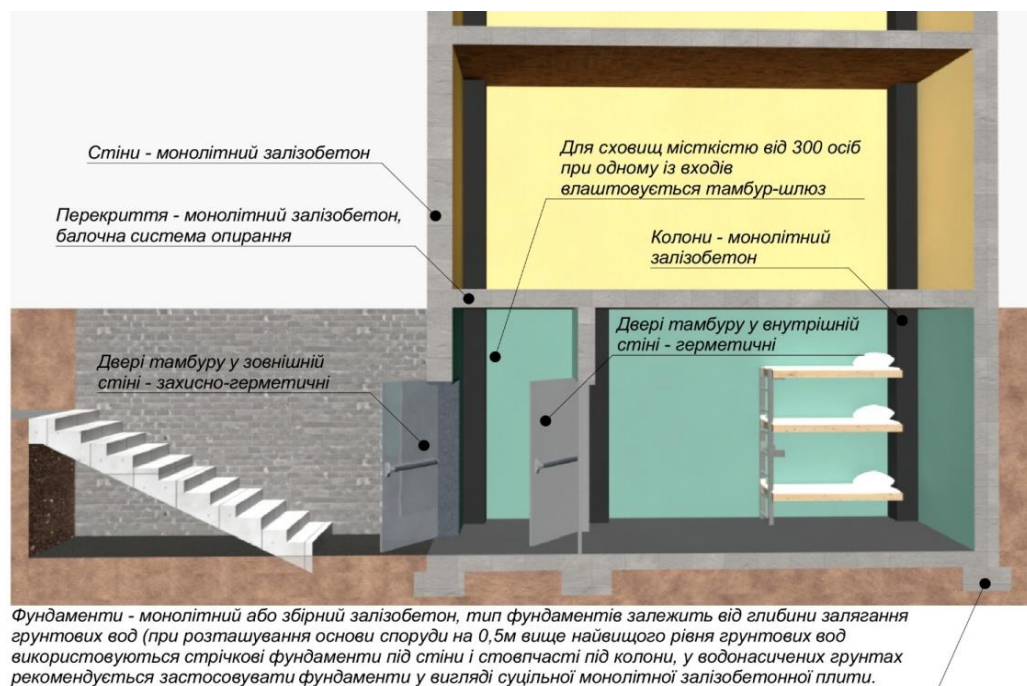 Стіни - монолітний залізобетон
Перекриття - монолітний залізобетон,
балочна система опирання
Для сховищ місткістю від 300 осіб
при одному із входів
влаштовується тамбур-шлюз
Колони - монолітний
залізобетон
Двері тамбуру у зовнішній
стіні - захисно-герметичні
Двері тамбуру у внутрішній
стіні - герметичні
Фундаменти - монолітний або збірний залізобетон, тип фундаментів залежить від глибини залягання
грунтових вод (при розташування основи споруди на 0,5м вище найвищого рівня грунтових вод
використовуються стрічкові фундаменти під стіни і стовпчасті під колони, у водонасичених грунтах
рекомендується застосовувати фундаменти у вигляді суцільної монолітної залізобетонної плити.